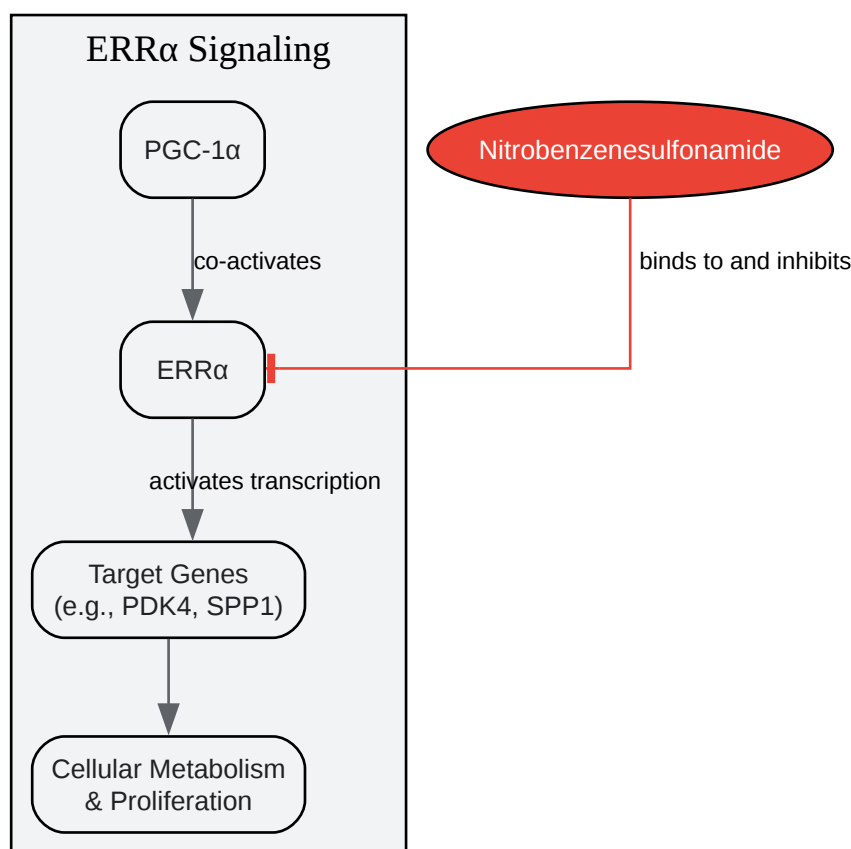 ERRα Signaling
PGC-1α
Nitrobenzenesulfonamide
co-activates
binds to and inhibits
ERRα
activates transcription
Target Genes
(e.g., PDK4, SPP1)
Cellular Metabolism
& Proliferation